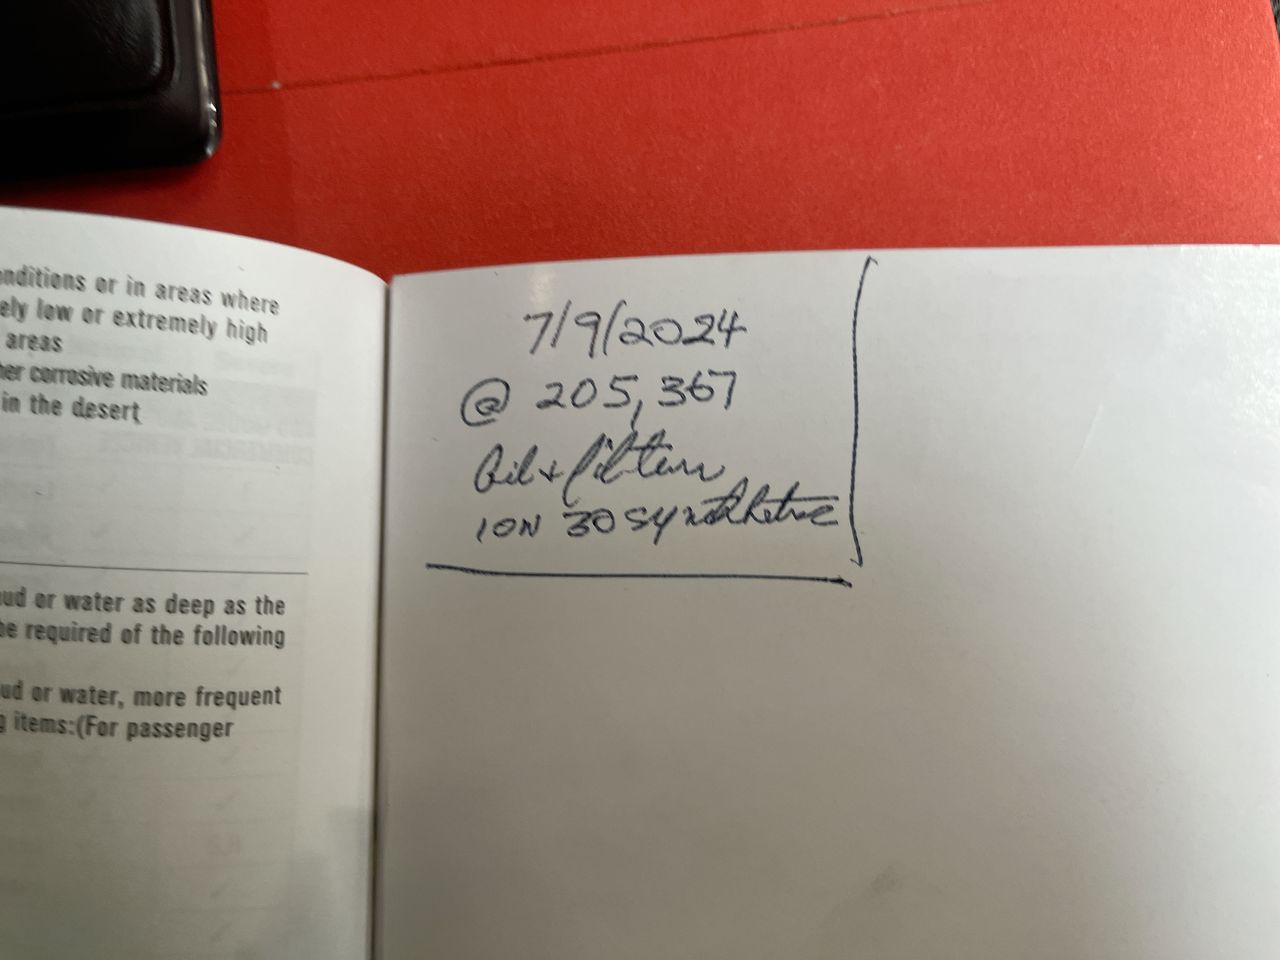 onditions or in areas where
ely low or extremely high
areas
her corrosive materials
in the desert
ud or water as deep as the
be required of the following
ud or water, more frequent
g items:(For passenger
7/9/2024
@ 205,367
Oil + filter
10W 30 Synthetic